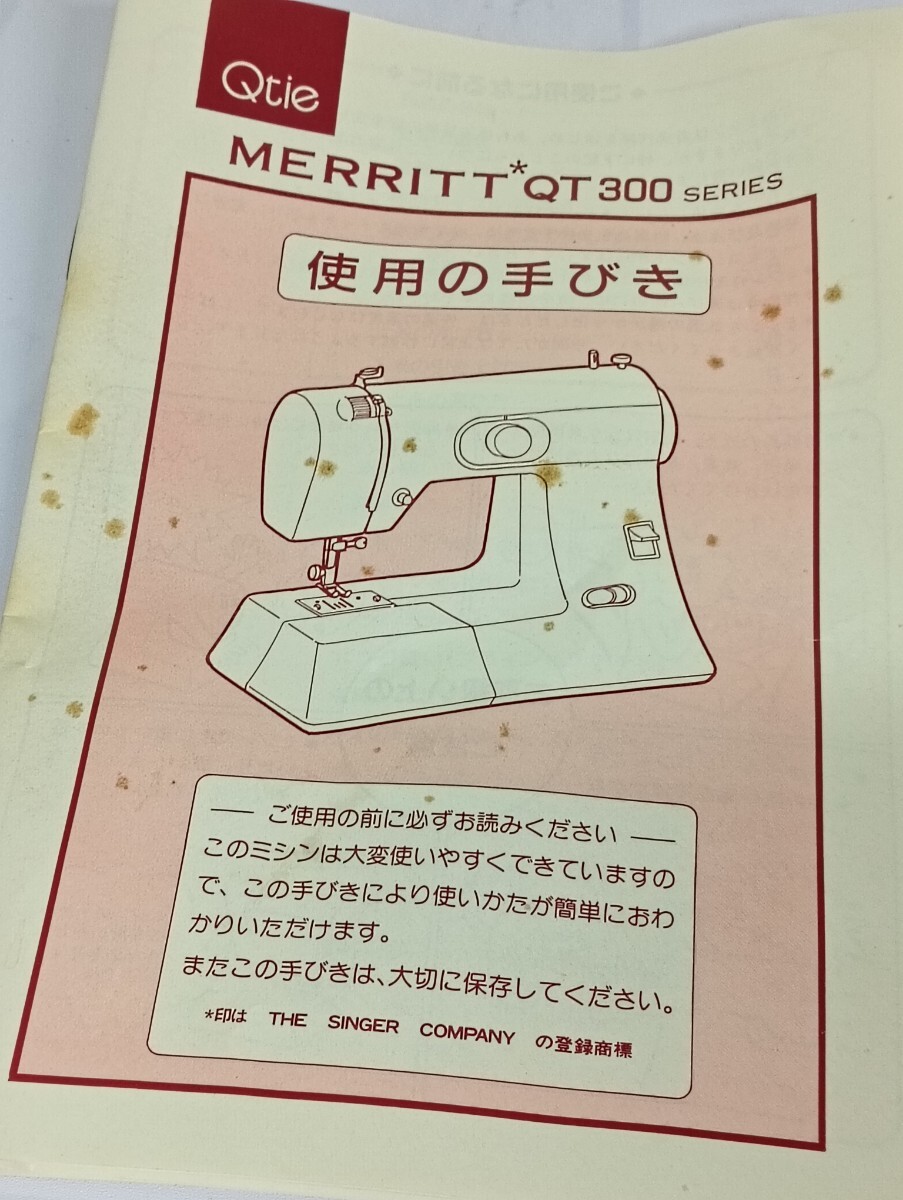 Qtie
MERRITT* QT300 SERIES
使用の手びき
ご使用の前に必ずお読みください
このミシンは大変使いやすくできていますの
で、この手びきにより使いかたが簡単におわ
かりいただけます。
またこの手びきは、大切に保存してください。
*印は THE SINGER COMPANY の登録商標